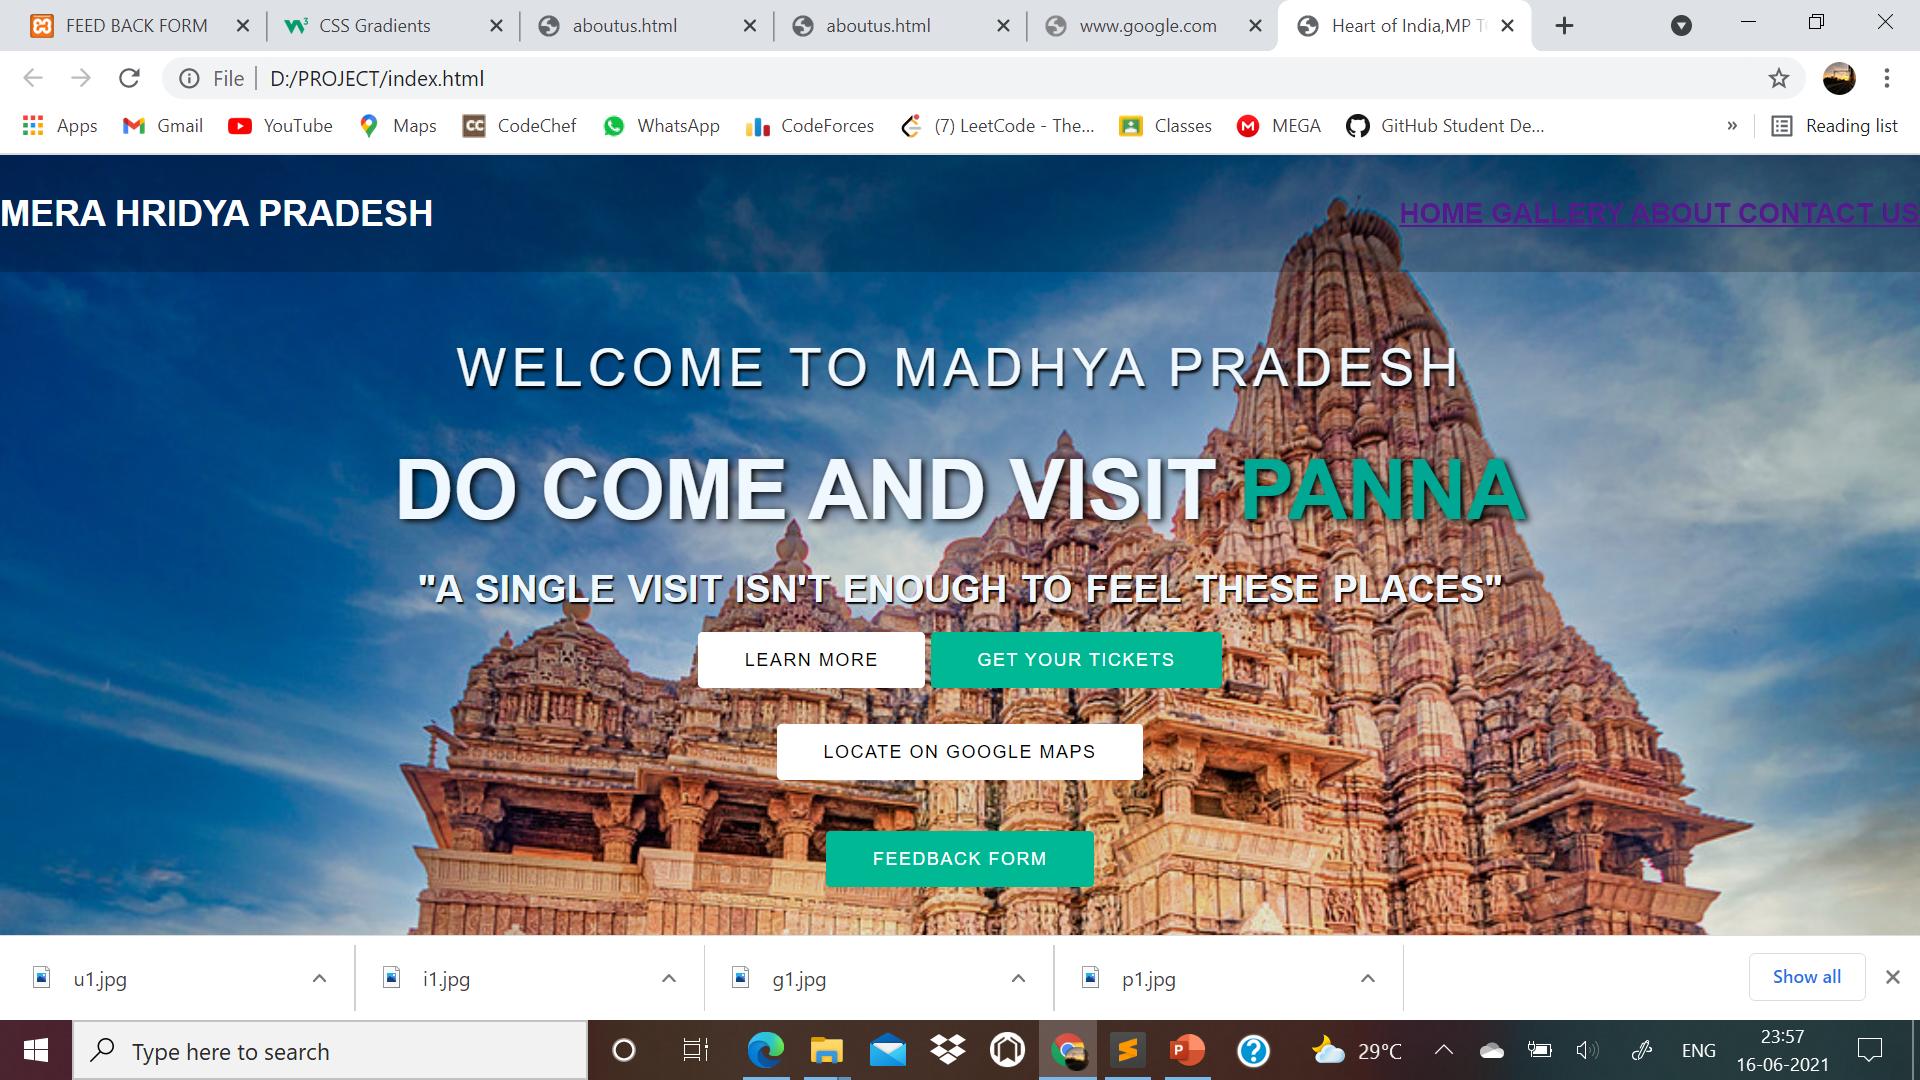 FEED BACK FORM
CSS Gradients
aboutus.html
aboutus.html
www.google.com
Heart of India,MP
File
D:/PROJECT/index.html
Apps
Gmail
YouTube
Maps
CodeChef
WhatsApp
CodeForces
(7) LeetCode - The...
Classes
MEGA
GitHub Student De...
»
Reading list
MERA HRIDYA PRADESH
HOME GALLERY ABOUT CONTACT US
WELCOME TO MADHYA PRADESH
DO COME AND VISIT PANNA
"A SINGLE VISIT ISN'T ENOUGH TO FEEL THESE PLACES"
LEARN MORE
GET YOUR TICKETS
LOCATE ON GOOGLE MAPS
FEEDBACK FORM
u1.jpg
i1.jpg
g1.jpg
p1.jpg
Show all
Type here to search
29°C
ENG
23:57
16-06-2021